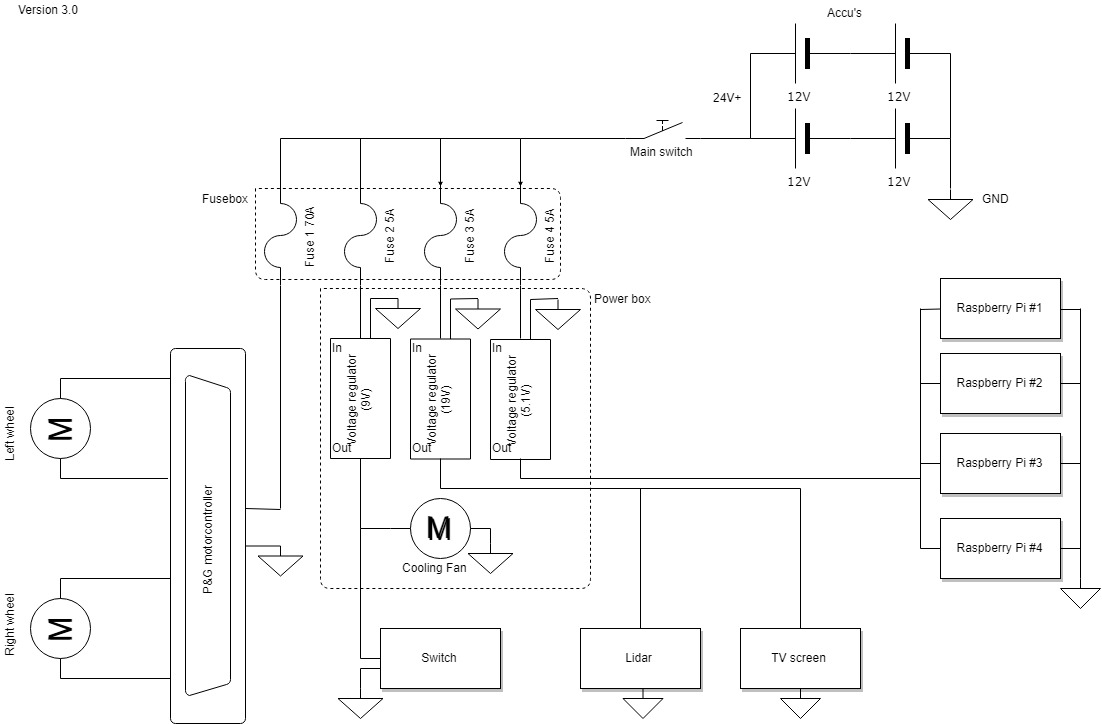 Version 3.0
Accu's
24V+
12V
12V
Main switch
12V
12V
GND
Fusebox
Fuse 1 70A
Fuse 2 5A
Fuse 3 5A
Fuse 4 5A
Power box
In
Voltage regulator
(9V)
Out
In
Voltage regulator
(19V)
Out
In
Voltage regulator
(5.1V)
Out
Raspberry Pi #1
Raspberry Pi #2
Raspberry Pi #3
Raspberry Pi #4
Left wheel
M
P&G motorcontroller
M
Cooling Fan
Right wheel
M
Switch
Lidar
TV screen